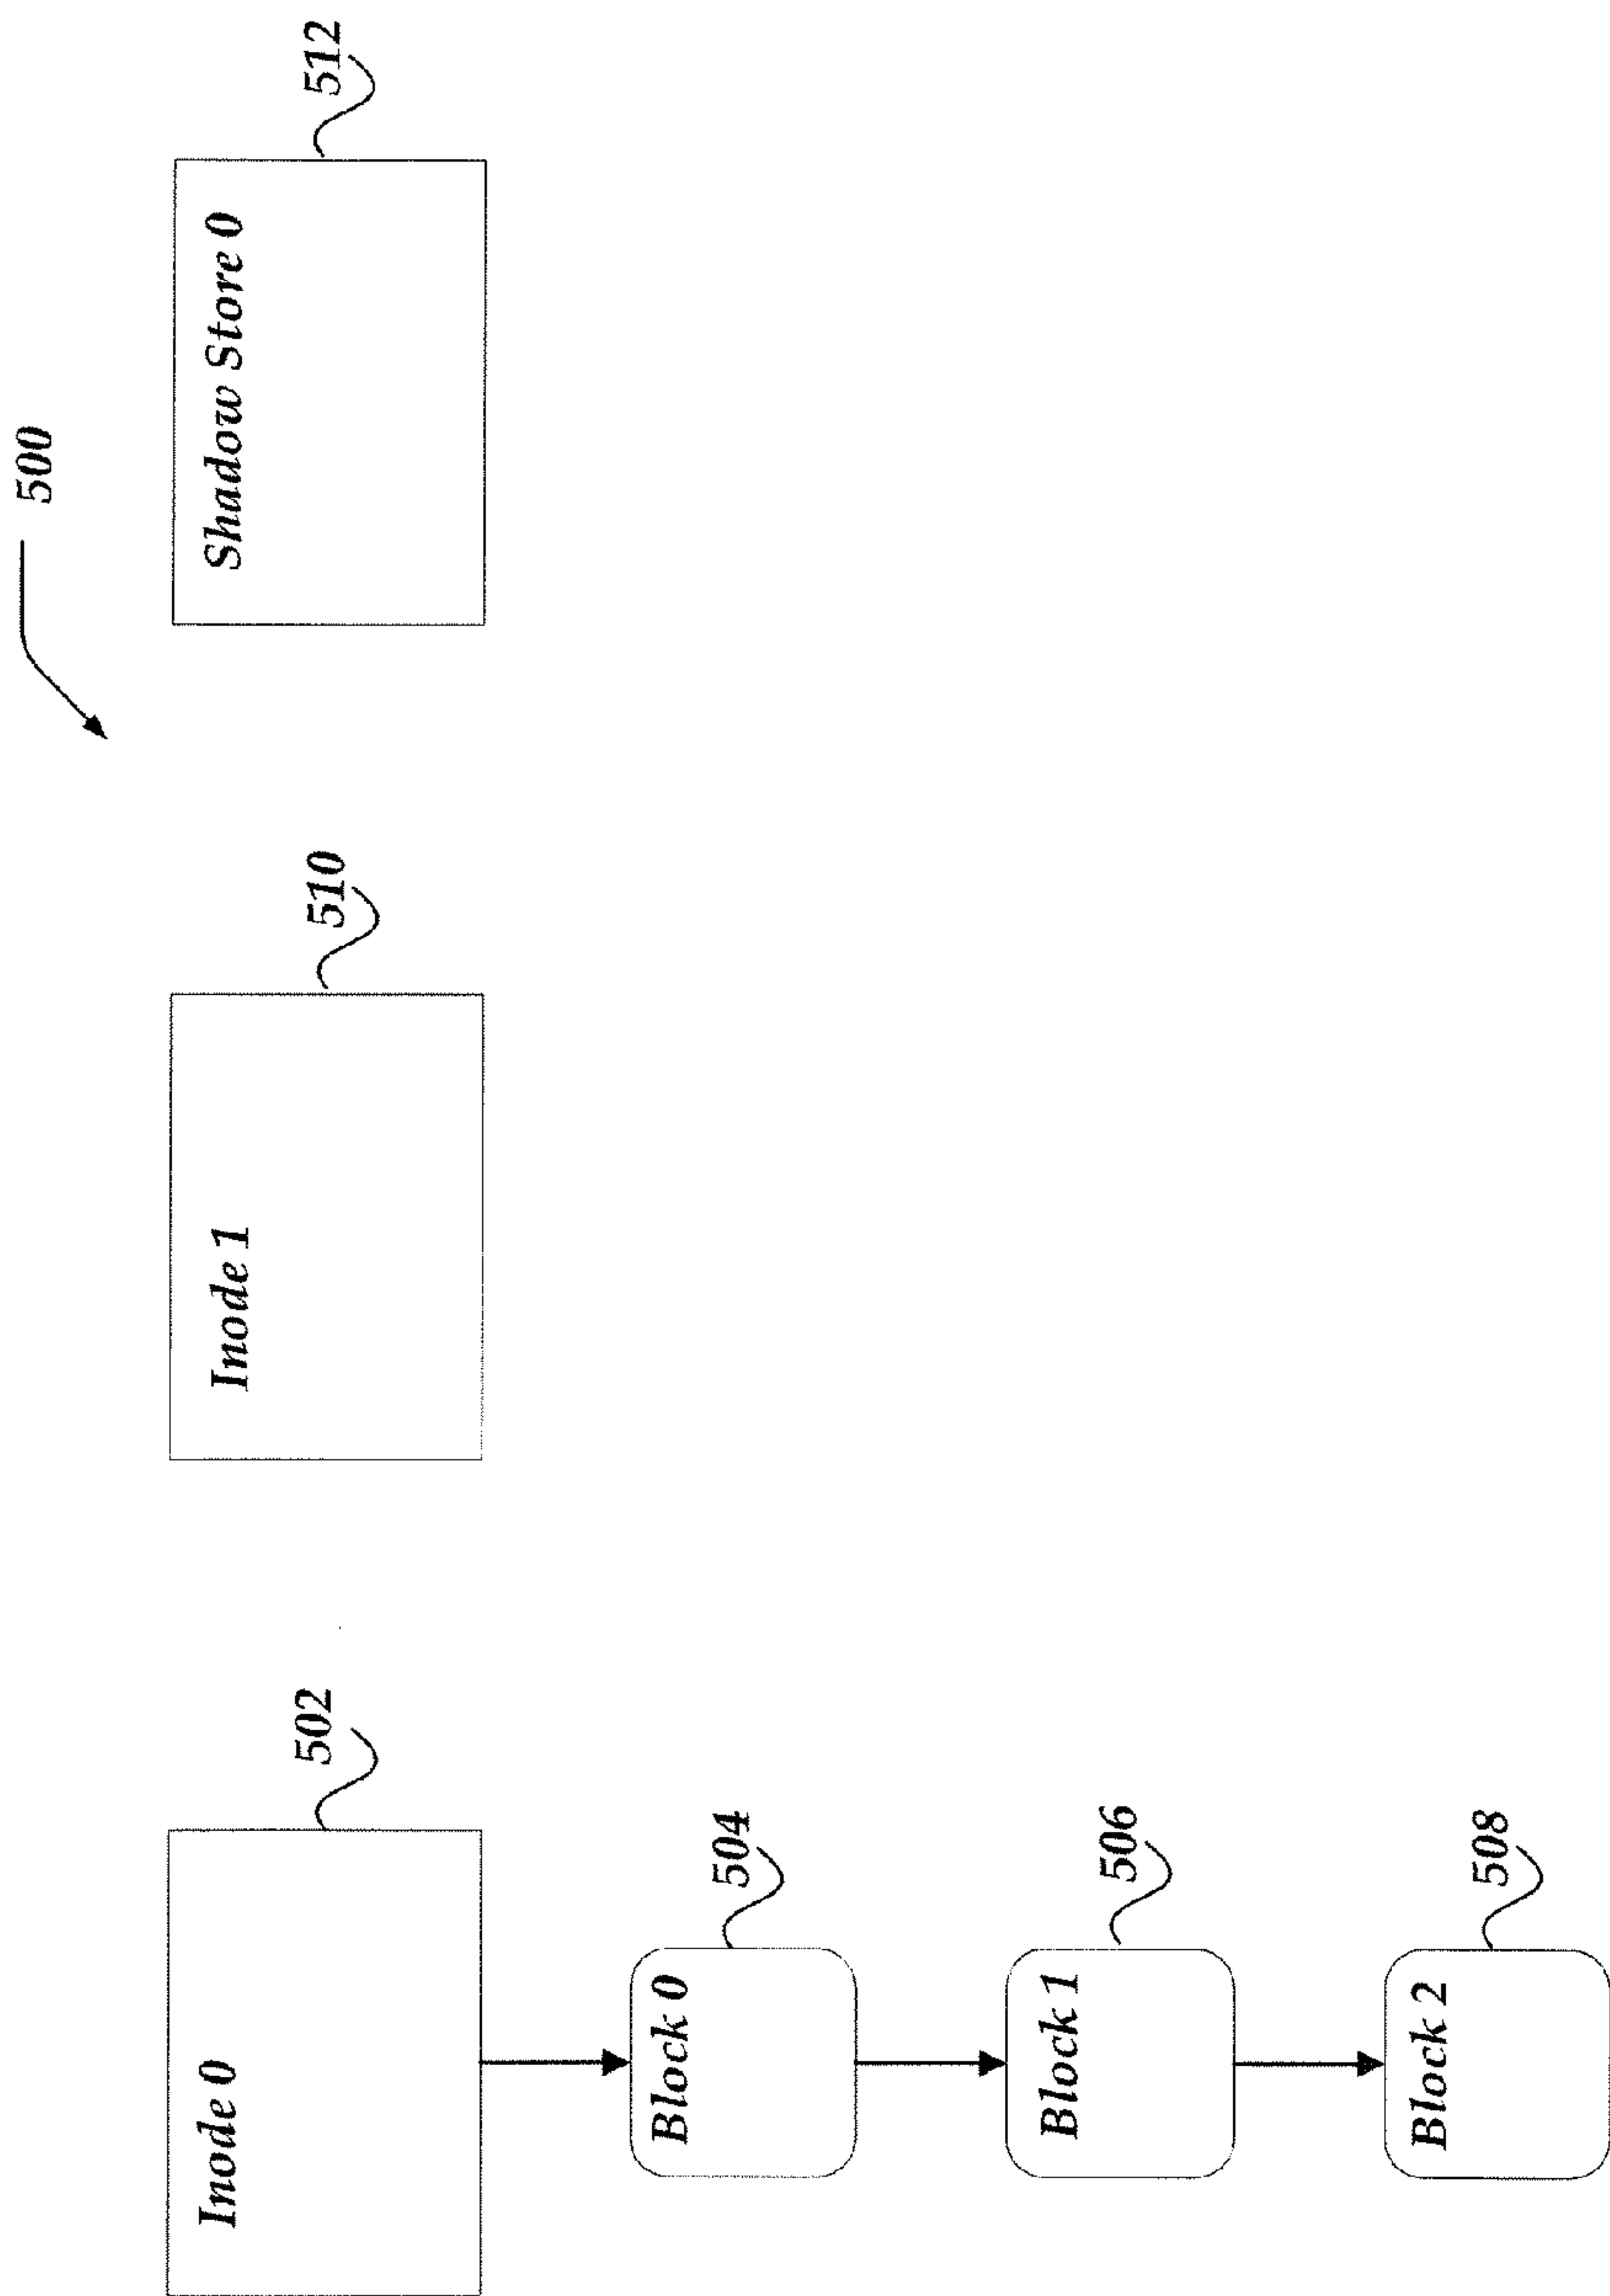 500
Inode 0
502
Inode 1
510
Shadow Store 0
512
Block 0
504
Block 1
506
Block 2
508